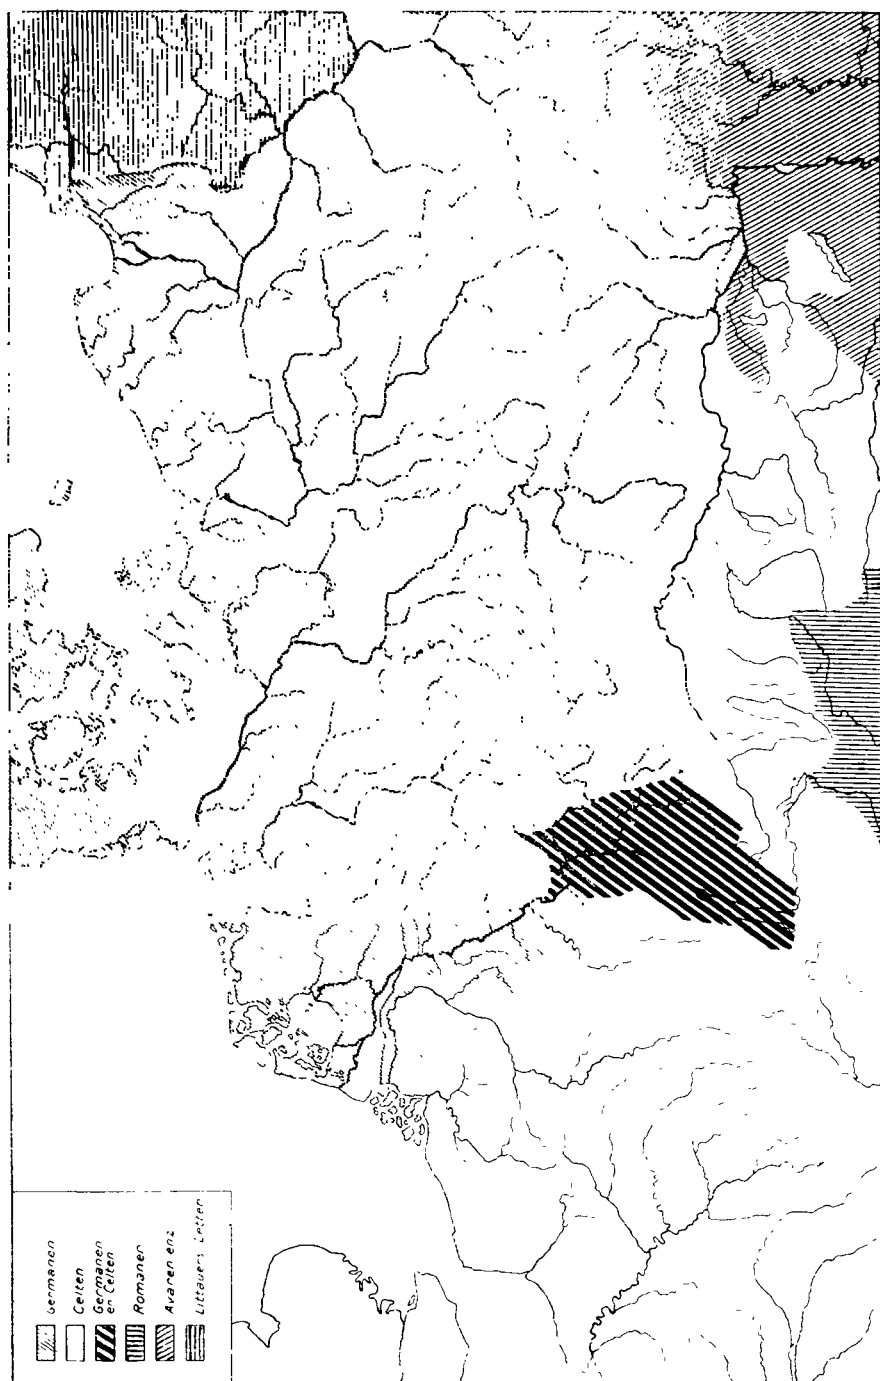 Germanen
Celten
Germanen
en Celten
Romanen
Avaren enz
Littauers Letten